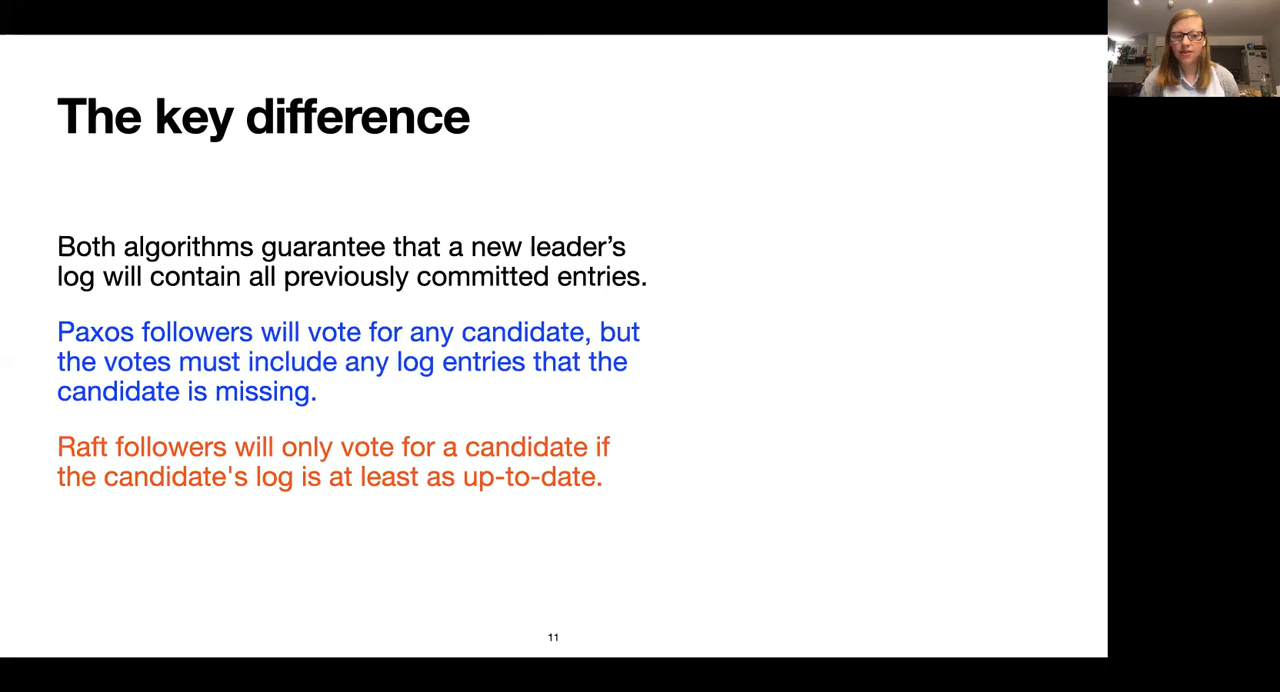 The key difference
Both algorithms guarantee that a new leader’s
log will contain all previously committed entries.
Paxos followers will vote for any candidate, but
the votes must include any log entries that the
candidate is missing.
Raft followers will only vote for a candidate if
the candidate's log is at least as up-to-date.
11